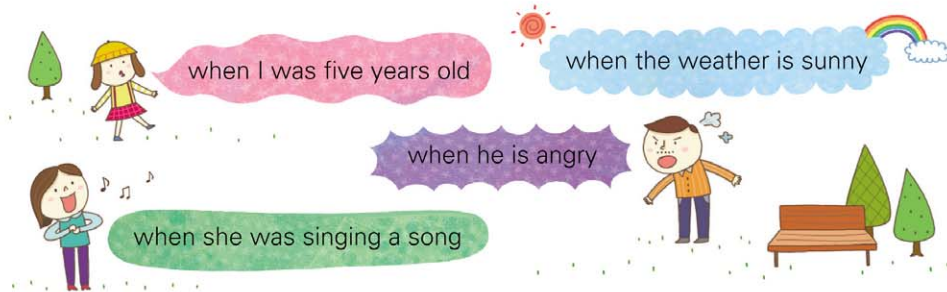 when I was five years old
when the weather is sunny
when he is angry
when she was singing a song